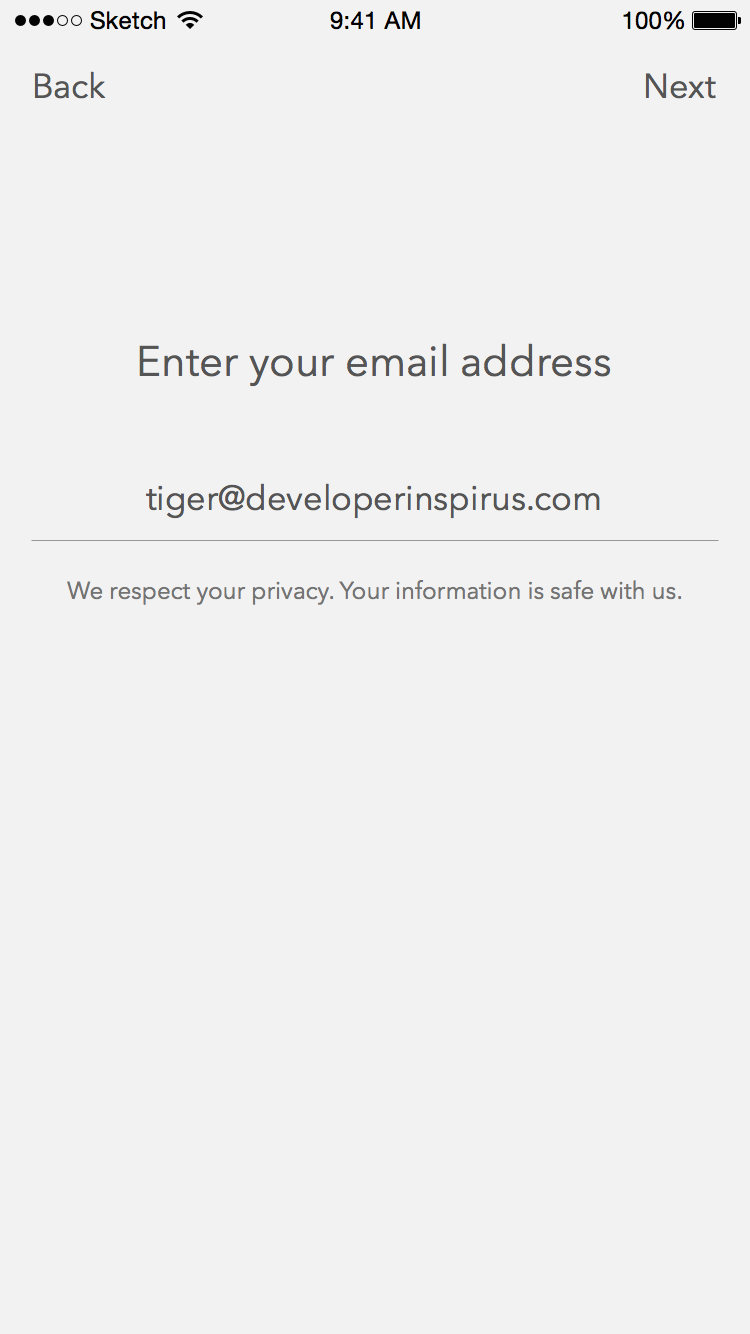 Sketch 9:41 AM 100%
Back Next
Enter your email address
tiger@developerinspirus.com
We respect your privacy. Your information is safe with us.